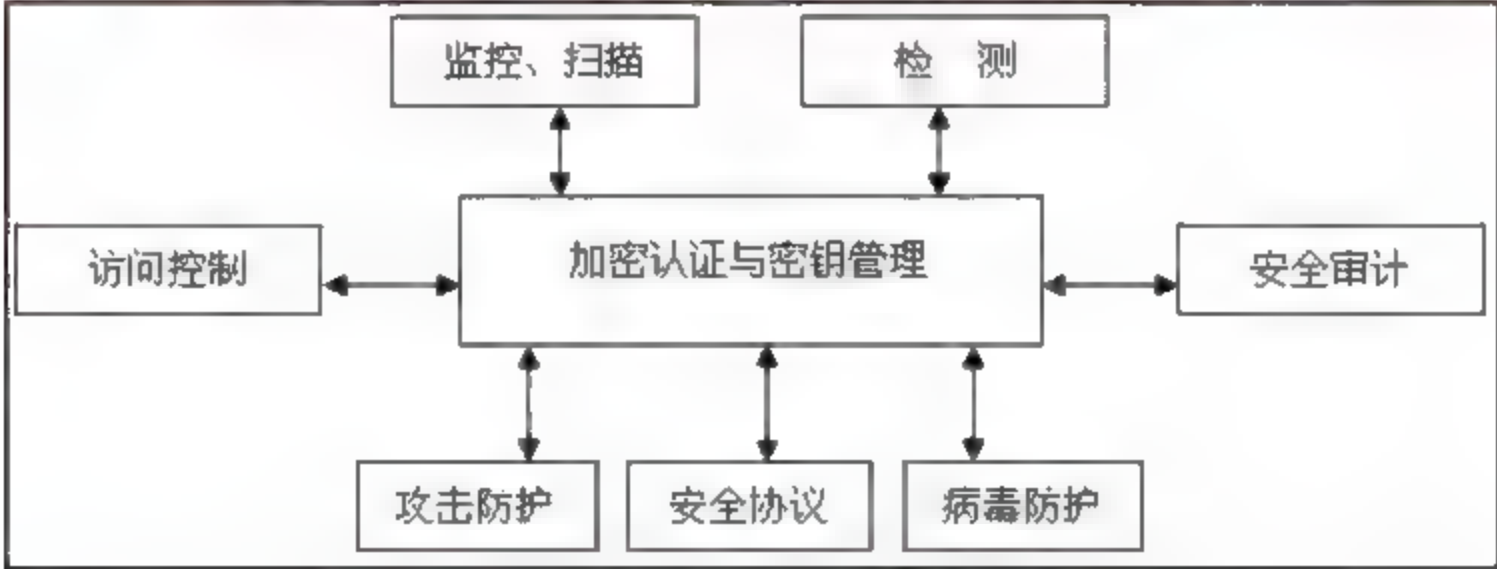 监控、扫描
检 测
访问控制
加密认证与密钥管理
安全审计
攻击防护
安全协议
病毒防护